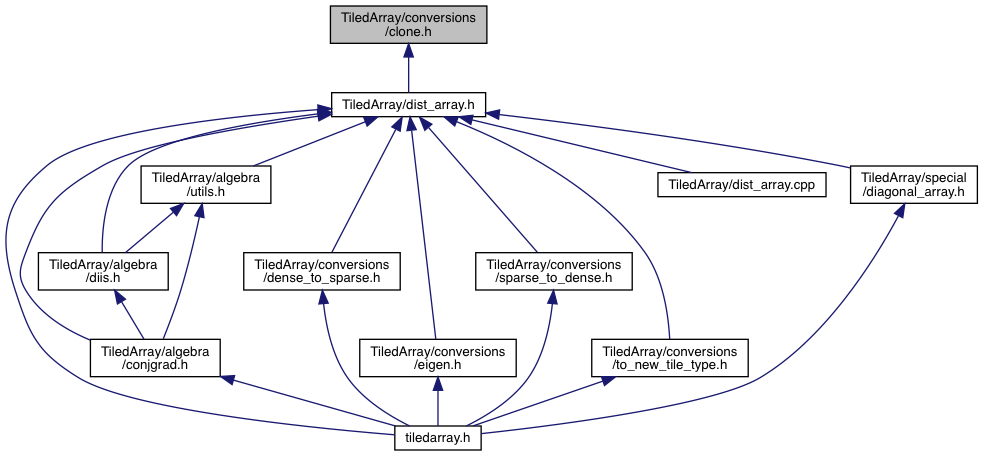 TiledArray/conversions
/clone.h
TiledArray/dist_array.h
TiledArray/algebra
/utils.h
TiledArray/dist_array.cpp
TiledArray/special
/diagonal_array.h
TiledArray/algebra
/diis.h
TiledArray/conversions
/dense_to_sparse.h
TiledArray/conversions
/sparse_to_dense.h
TiledArray/algebra
/conjgrad.h
TiledArray/conversions
/eigen.h
TiledArray/conversions
/to_new_tile_type.h
tiledarray.h